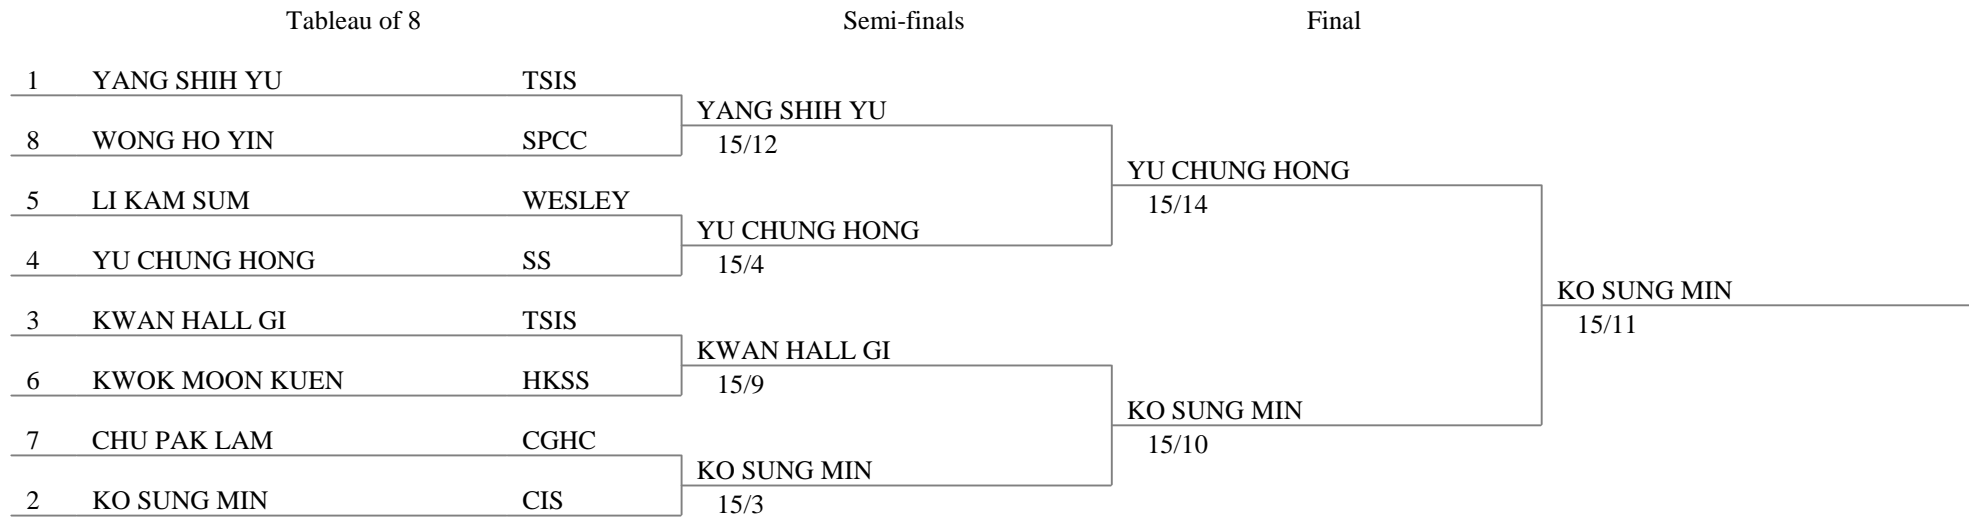 Tableau of 8 Semi-finals Final
1 YANG SHIH YU TSIS
YANG SHIH YU
8 WONG HO YIN SPCC 15/12
YU CHUNG HONG
5 LI KAM SUM WESLEY 15/14
YU CHUNG HONG
4 YU CHUNG HONG SS 15/4
KO SUNG MIN
3 KWAN HALL GI TSIS 15/11
KWAN HALL GI
6 KWOK MOON KUEN HKSS 15/9
KO SUNG MIN
7 CHU PAK LAM CGHC 15/10
KO SUNG MIN
2 KO SUNG MIN CIS 15/3